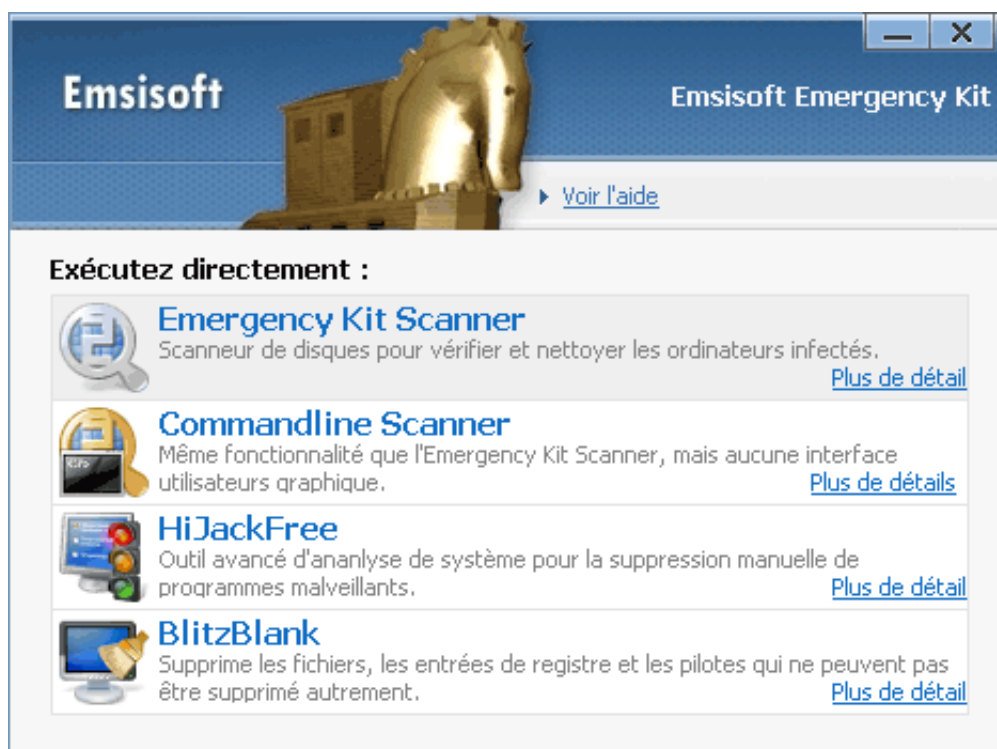 Emsisoft
Emsisoft Emergency Kit
Voir l'aide
Exécutez directement :
Emergency Kit Scanner
Scanneur de disques pour vérifier et nettoyer les ordinateurs infectés.
Plus de détail
Commandline Scanner
Même fonctionnalité que l'Emergency Kit Scanner, mais aucune interface
utilisateurs graphique.
Plus de détails
HiJackFree
Outil avancé d'ananlyse de système pour la suppression manuelle de
programmes malveillants.
Plus de détail
BlitzBlank
Supprime les fichiers, les entrées de registre et les pilotes qui ne peuvent pas
être supprimé autrement.
Plus de détail